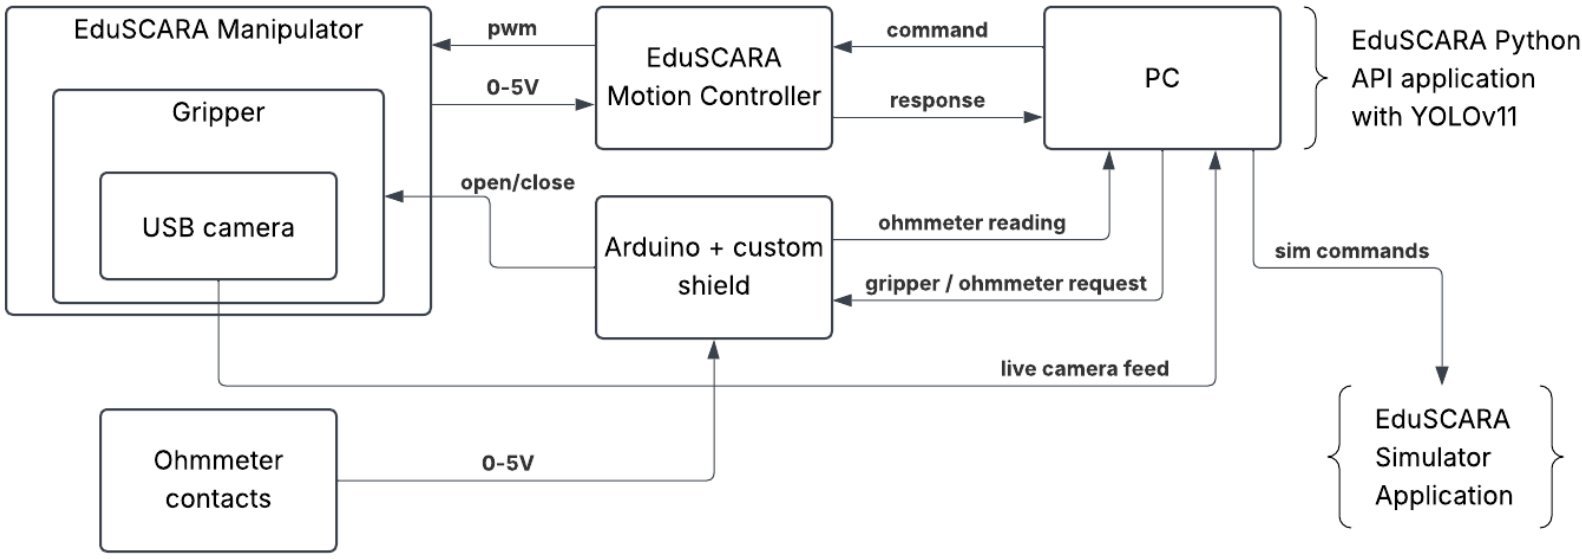 EduSCARA Manipulator
Gripper
USB camera
pwm
0-5V
EduSCARA
Motion Controller
command
response
PC
EduSCARA Python
API application
with YOLOv11
open/close
Arduino + custom
shield
ohmmeter reading
gripper / ohmmeter request
sim commands
live camera feed
Ohmmeter
contacts
0-5V
EduSCARA
Simulator
Application